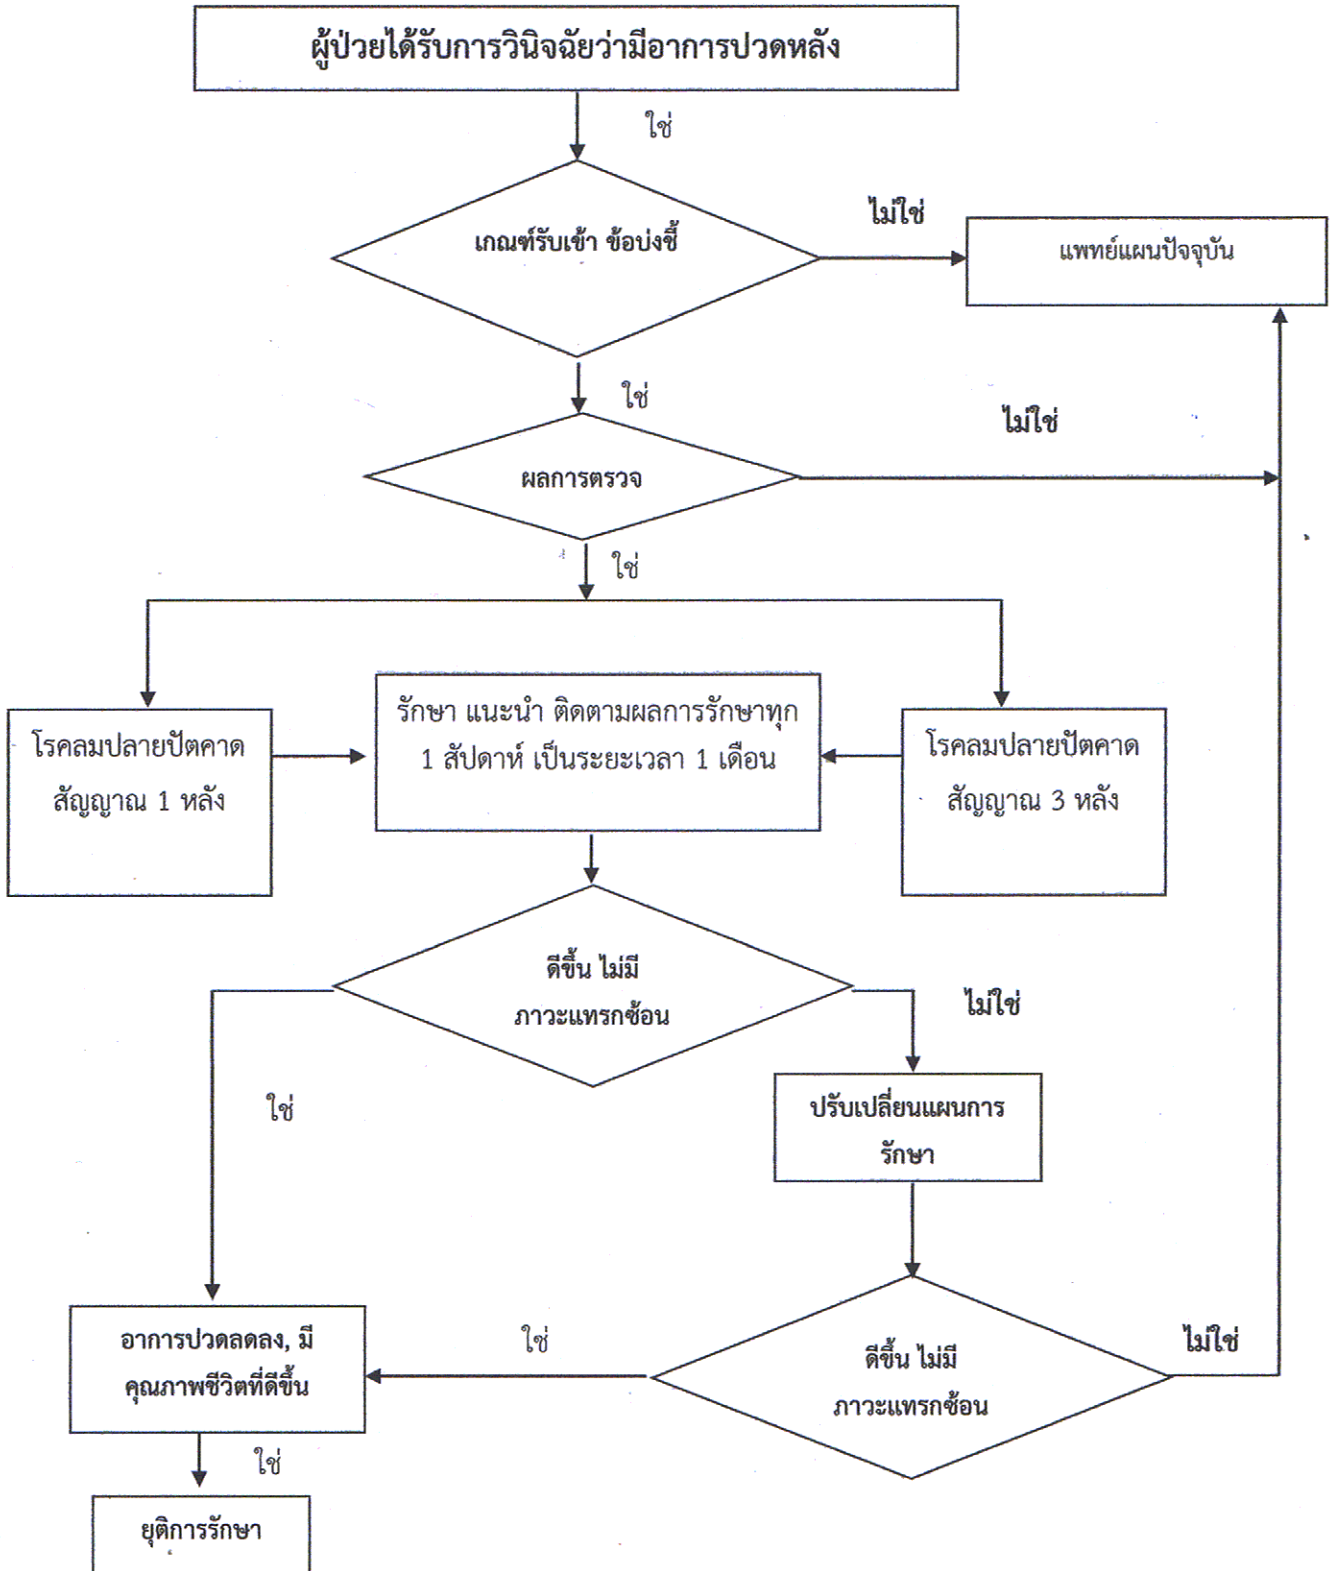 ผู้ป่วยได้รับการวินิจฉัยว่ามีอาการปวดหลัง
ใช่
เกณฑ์รับเข้า ข้อบ่งชี้
ไม่ใช่
แพทย์แผนปัจจุบัน
ใช่
ไม่ใช่
ผลการตรวจ
ใช่
โรคลมปลายปัตคาด
สัญญาณ 1 หลัง
รักษา แนะนำ ติดตามผลการรักษาทุก
1 สัปดาห์ เป็นระยะเวลา 1 เดือน
โรคลมปลายปัตคาด
สัญญาณ 3 หลัง
ดีขึ้น ไม่มี
ภาวะแทรกซ้อน
ไม่ใช่
ใช่
ปรับเปลี่ยนแผนการ
รักษา
อาการปวดลดลง, มี
คุณภาพชีวิตที่ดีขึ้น
ใช่
ดีขึ้น ไม่มี
ภาวะแทรกซ้อน
ไม่ใช่
ใช่
ยุติการรักษา